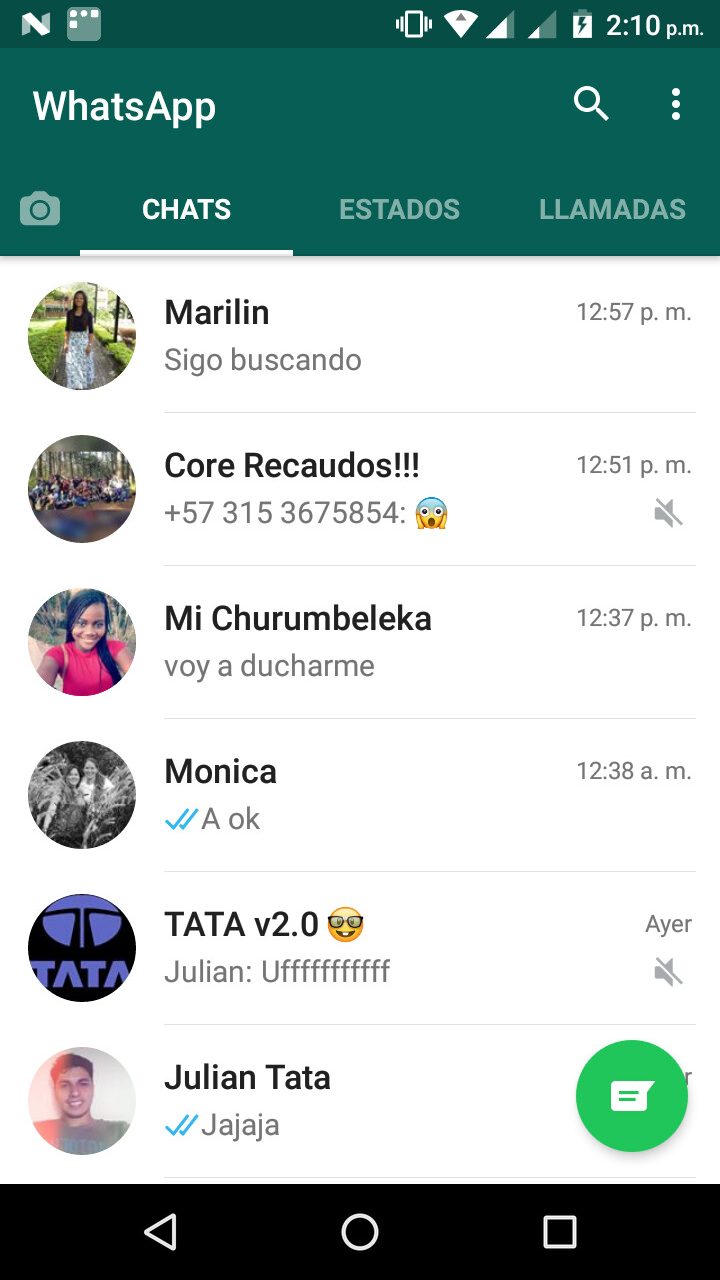 2:10 p.m.
WhatsApp
CHATS ESTADOS LLAMADAS
Marilin 12:57 p. m.
Sigo buscando
Core Recaudos!!! 12:51 p. m.
+57 315 3675854: 😱
Mi Churumbeleka 12:37 p. m.
voy a ducharme
Monica 12:38 a. m.
A ok
TATA v2.0 🤓 Ayer
Julian: Ufffffffffff
TATA
Julian Tata
Jajaja